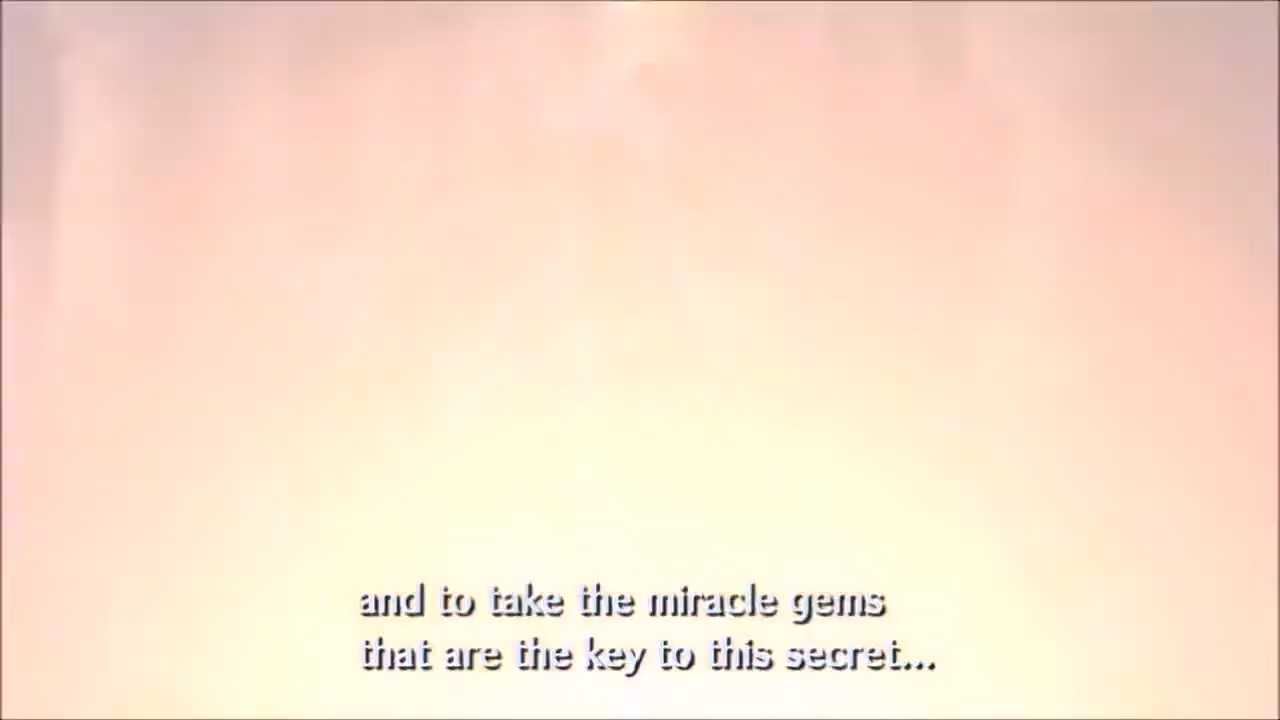 and to take the miracle gems
that are the key to this secret...